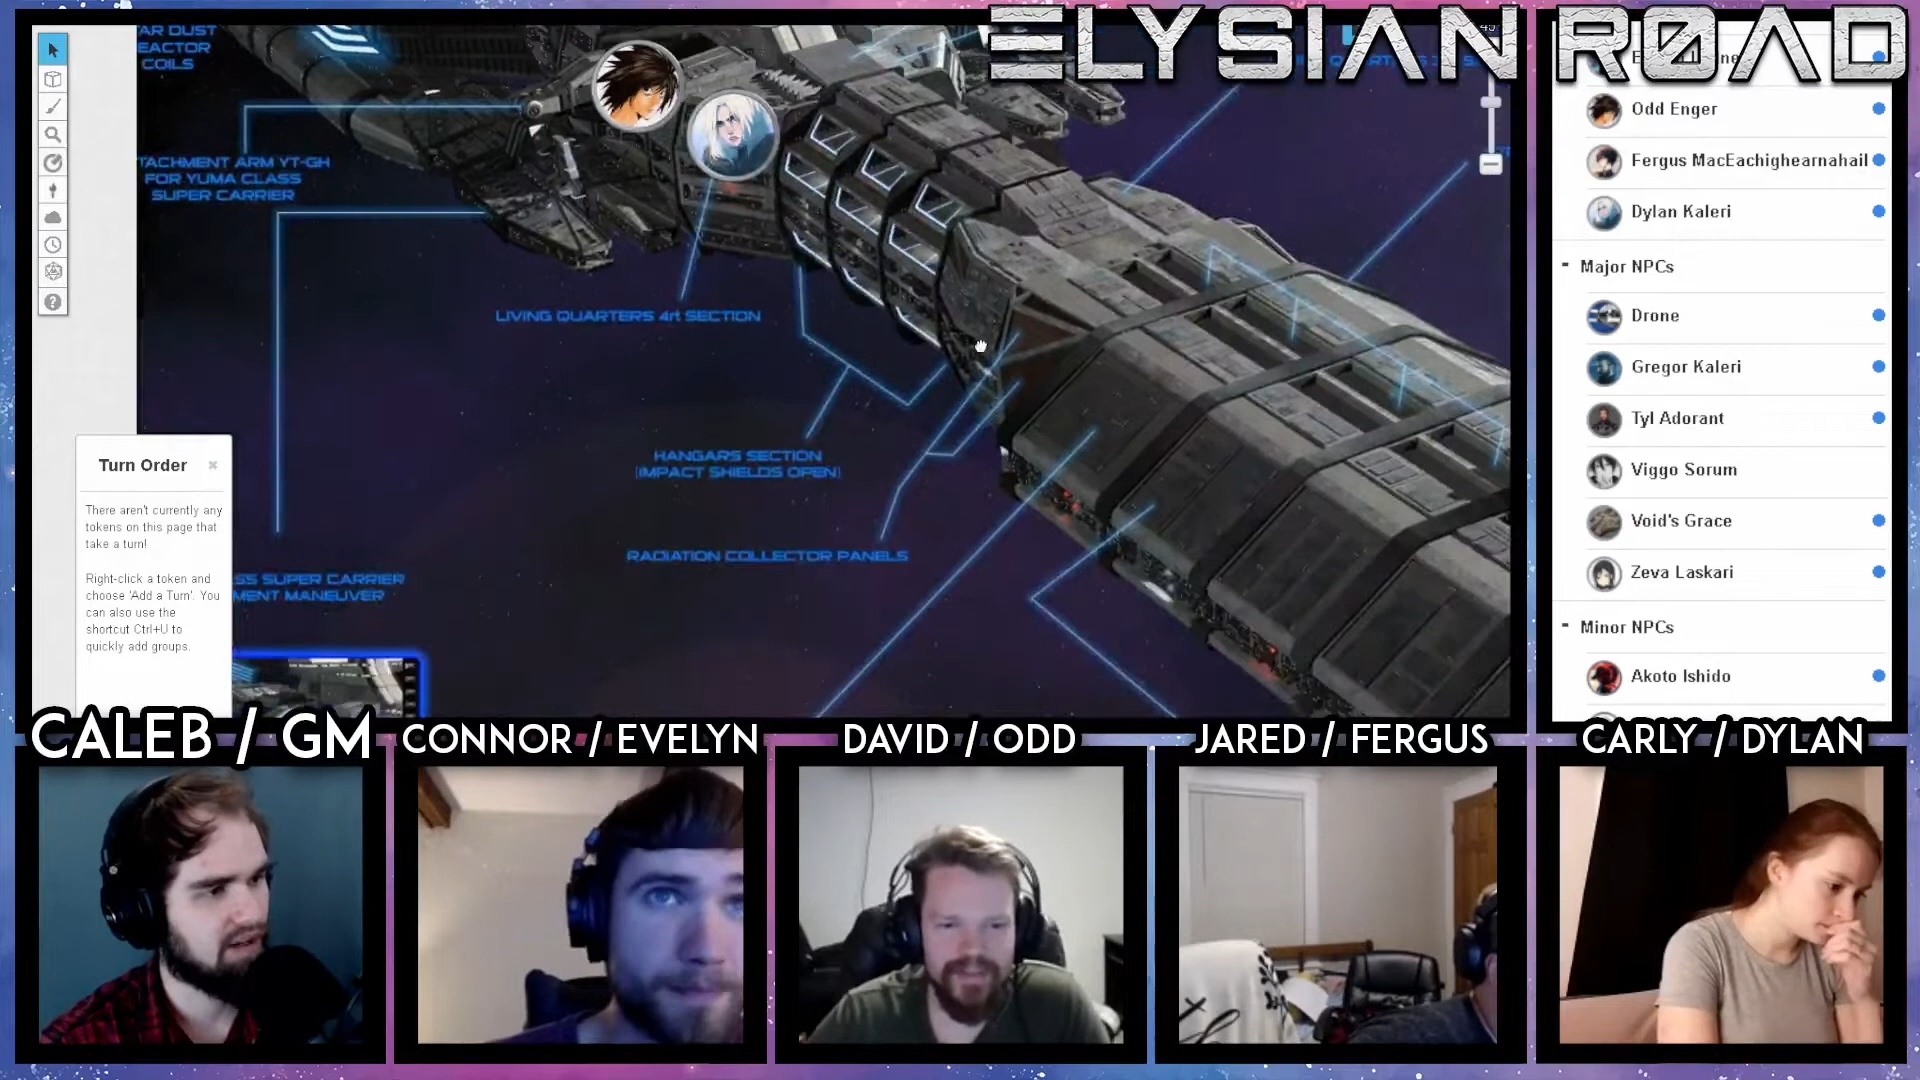 ELYSIAN RØAD
AR DUST
EACTOR
COILS
TACHMENT ARM YT-GH
FOR YUMA CLASS
SUPER CARRIER
LIVING QUARTERS 4rt SECTION
HANGARS SECTION
(IMPACT SHIELDS OPEN)
RADIATION COLLECTOR PANELS
SS SUPER CARRIER
MENT MANEUVER
Turn Order
There aren't currently any
tokens on this page that
take a turn!
Right-click a token and
choose 'Add a Turn'. You
can also use the
shortcut Ctrl+U to
quickly add groups.
Odd Enger
Fergus MacEachighearnahail
Dylan Kaleri
- Major NPCs
Drone
Gregor Kaleri
Tyl Adorant
Viggo Sorum
Void's Grace
Zeva Laskari
- Minor NPCs
Akoto Ishido
CALEB / GM
CONNOR / EVELYN
DAVID / ODD
JARED / FERGUS
CARLY / DYLAN